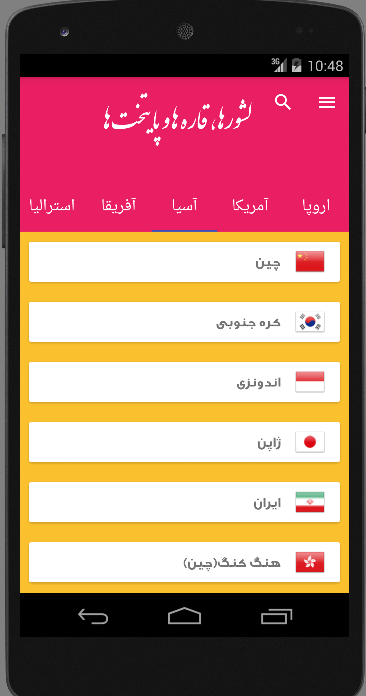 3G 10:48
کشورها، قاره ها و پایتخت ها
اروپا آمریکا آسیا آفریقا استرالیا
چین
کره جنوبی
اندونزی
ژاپن
ایران
هنگ کنگ(چین)